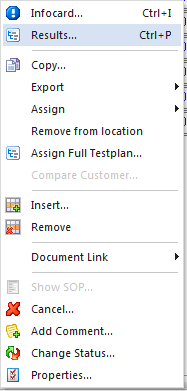 Infocard... Ctrl+I
Results... Ctrl+P
Copy...
Export
Assign
Remove from location
Assign Full Testplan...
Compare Customer...
Insert...
Remove
Document Link
Show SOP...
Cancel...
Add Comment...
Change Status...
Properties...